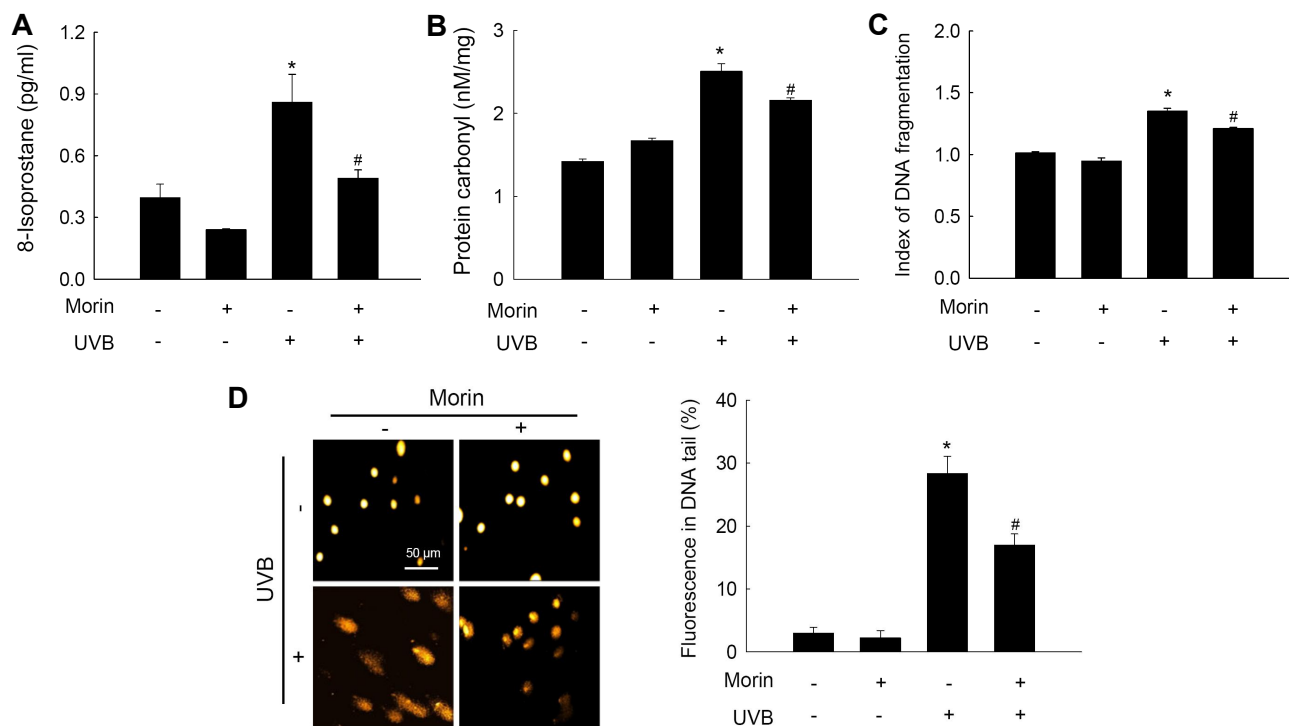 A
8-Isoprostane (pg/ml)
1.2
0.9
0.6
0.3
0.0
*
#
Morin - + - +
UVB - - + +
B
Protein carbonyl (nM/mg)
3
2
1
0
*
#
Morin - + - +
UVB - - + +
C
Index of DNA fragmentation
2.0
1.5
1.0
0.5
0.0
*
#
Morin - + - +
UVB - - + +
D
Morin
- +
UVB
-
+
50 µm
Fluorescence in DNA tail (%)
40
30
20
10
0
*
#
Morin - + - +
UVB - - + +